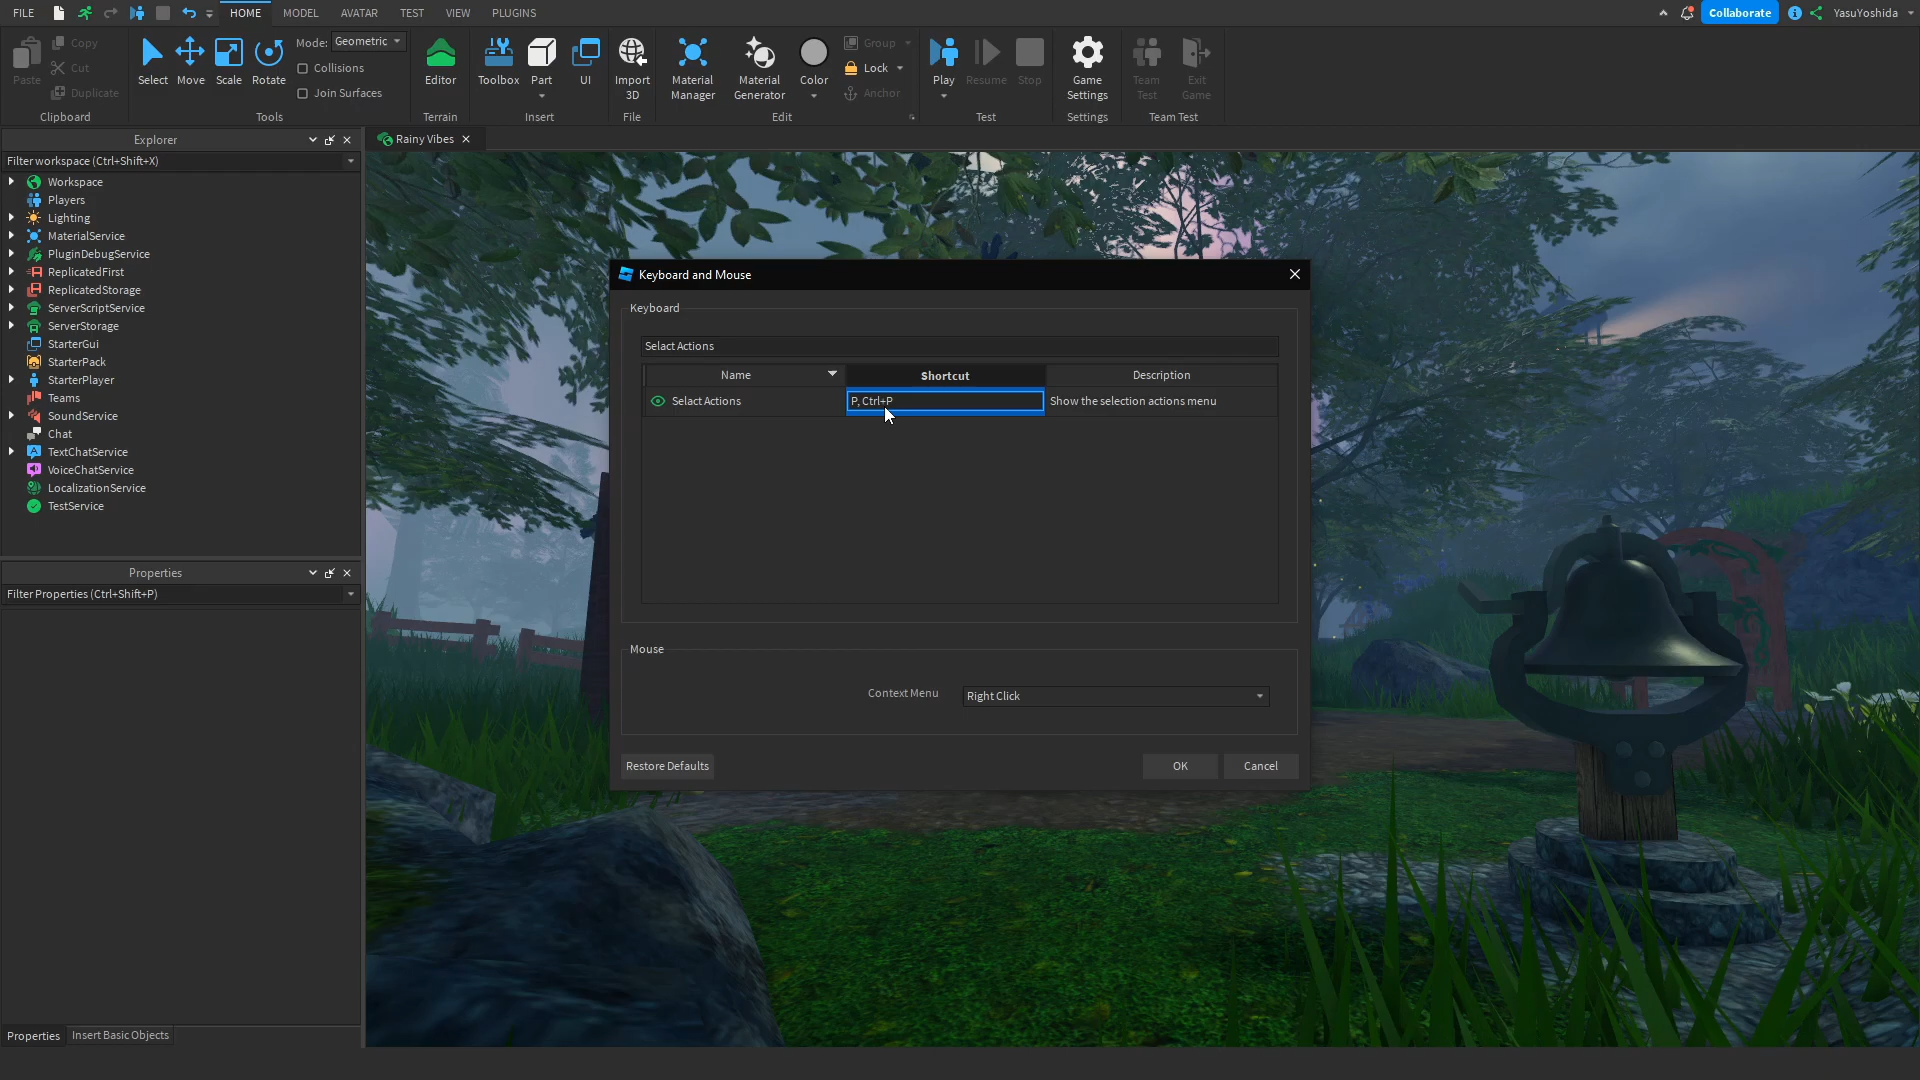 FILE HOME MODEL AVATAR TEST VIEW PLUGINS Collaborate YasuYoshida
Paste Copy Cut Duplicate
Clipboard
Select Move Scale Rotate
Mode: Geometric
Collisions
Join Surfaces
Tools
Editor
Terrain
Toolbox Part UI
Insert
Import
3D
File
Material
Manager
Material
Generator
Color
Group
Lock
Anchor
Edit
Play Resume Stop
Test
Game
Settings
Settings
Team
Test
Exit
Game
Team Test
Explorer
Filter workspace (Ctrl+Shift+X)
Workspace
Players
Lighting
MaterialService
PluginDebugService
ReplicatedFirst
ReplicatedStorage
ServerScriptService
ServerStorage
StarterGui
StarterPack
StarterPlayer
Teams
SoundService
Chat
TextChatService
VoiceChatService
LocalizationService
TestService
Properties
Filter Properties (Ctrl+Shift+P)
Properties Insert Basic Objects
Rainy Vibes
Keyboard and Mouse
Keyboard
Selact Actions
Name Shortcut Description
Selact Actions P, Ctrl+P Show the selection actions menu
Mouse
Context Menu Right Click
Restore Defaults OK Cancel